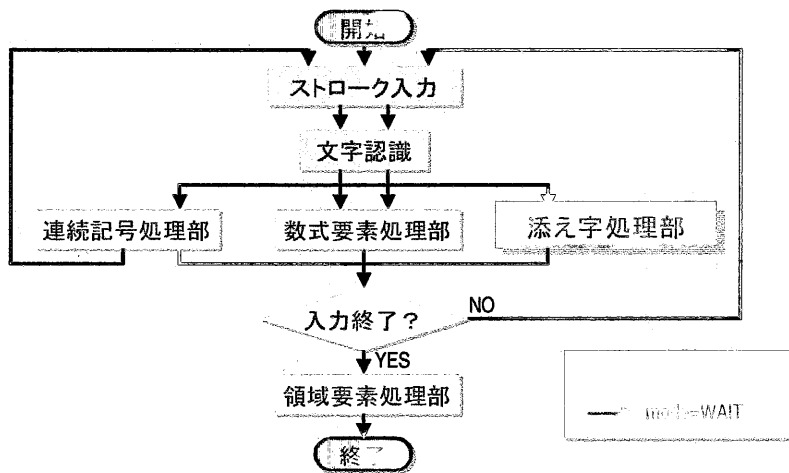 開始
ストローク入力
文字認識
連続記号処理部
数式要素処理部
添え字処理部
入力終了?
NO
YES
領域要素処理部
mode=WAIT
終了